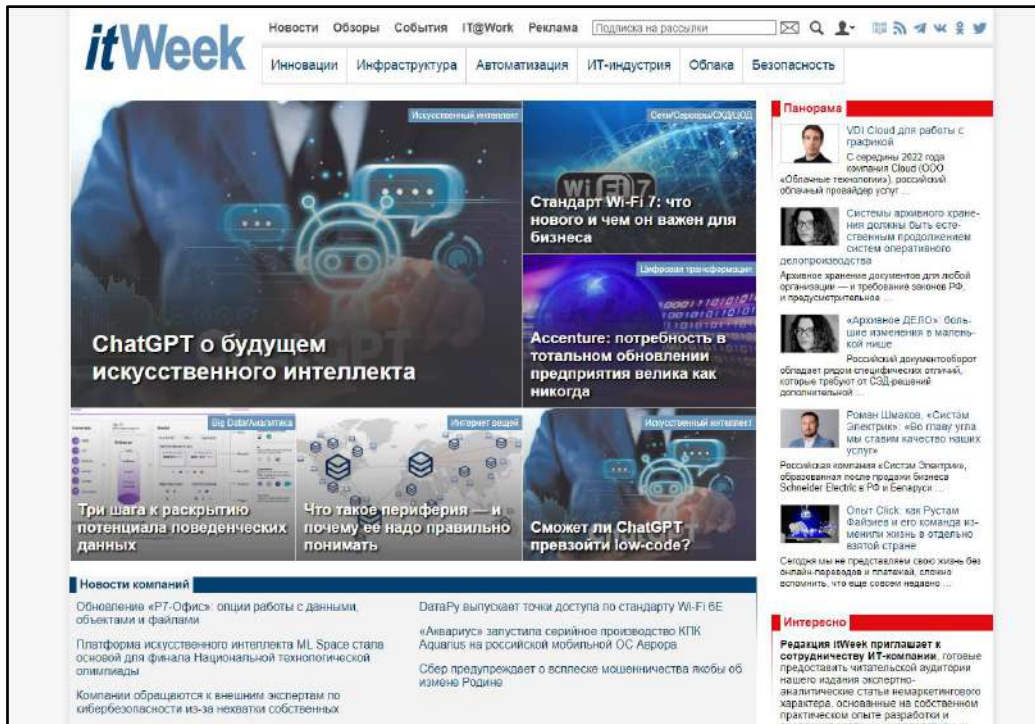 itWeek
Новости Обзоры События IT@Work Реклама Подписка на рассылки
Инновации Инфраструктура Автоматизация ИТ-индустрия Облака Безопасность
Искусственный интеллект
ChatGPT о будущем
искусственного интеллекта
Сети/Серверы/СХД/ЦОД
Wi Fi 7
Стандарт Wi-Fi 7: что
нового и чем он важен для
бизнеса
Цифровая трансформация
Accenture: потребность в
тотальном обновлении
предприятия велика как
никогда
Big Data/Аналитика
Три шага к раскрытию
потенциала поведенческих
данных
Интернет вещей
Что такое периферия — и
почему её надо правильно
понимать
Искусственный интеллект
Сможет ли ChatGPT
превзойти low-code?
Новости компаний
Обновление «Р7-Офис»: опции работы с данными,
объектами и файлами
Платформа искусственного интеллекта ML Space стала
основой для финала Национальной технологической
олимпиады
Компании обращаются к внешним экспертам по
кибербезопасности из-за нехватки собственных
DataPy выпускает точки доступа по стандарту Wi-Fi 6E
«Аквариус» запустила серийное производство КПК
Aquarius на российской мобильной ОС Аврора
Сбер предупреждает о всплеске мошенничества якобы об
измене Родине
Панорама
VDI Cloud для работы с
графикой
С середины 2022 года
компания Cloud (ООО
«Облачные технологии»), российский
облачный провайдер услуг ...
Системы архивного хране-
ния должны быть есте-
ственным продолжением
систем оперативного
делопроизводства
Архивное хранение документов для любой
организации — и требование законов РФ,
и предусмотрительное ...
«Архивное ДЕЛО»: боль-
шие изменения в малень-
кой нише
Российский документооборот
обладает рядом специфических отличий,
которые требуют от СЭД-решений
дополнительной ...
Роман Шмаков, «Систэм
Электрик»: «Во главу угла
мы ставим качество наших
услуг»
Российская компания «Систэм Электрик»,
образованная после продажи бизнеса
Schneider Electric в РФ и Беларуси ...
Опыт Click: как Рустам
Файзиев и его команда из-
менили жизнь в отдельно
взятой стране
Сегодня мы не представляем свою жизнь без
онлайн-переводов и платежей, сложно
вспомнить, что еще совсем недавно ...
Интересно
Редакция itWeek приглашает к
сотрудничеству ИТ-компании, готовые
предоставить читательской аудитории
нашего издания экспертно-
аналитические статьи немаркетингового
характера, основанные на собственном
практическом опыте разработки и